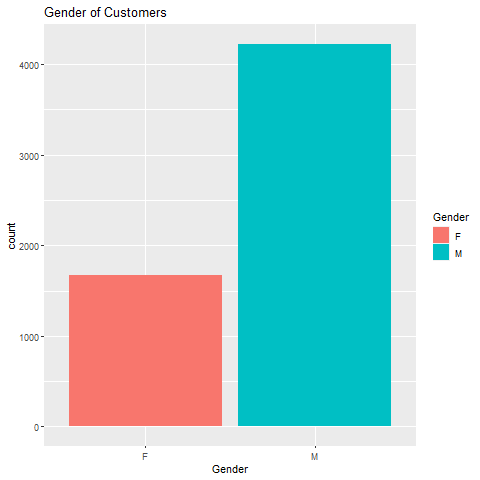 Gender of Customers
count
4000
3000
2000
1000
0
F
M
Gender
Gender
F
M